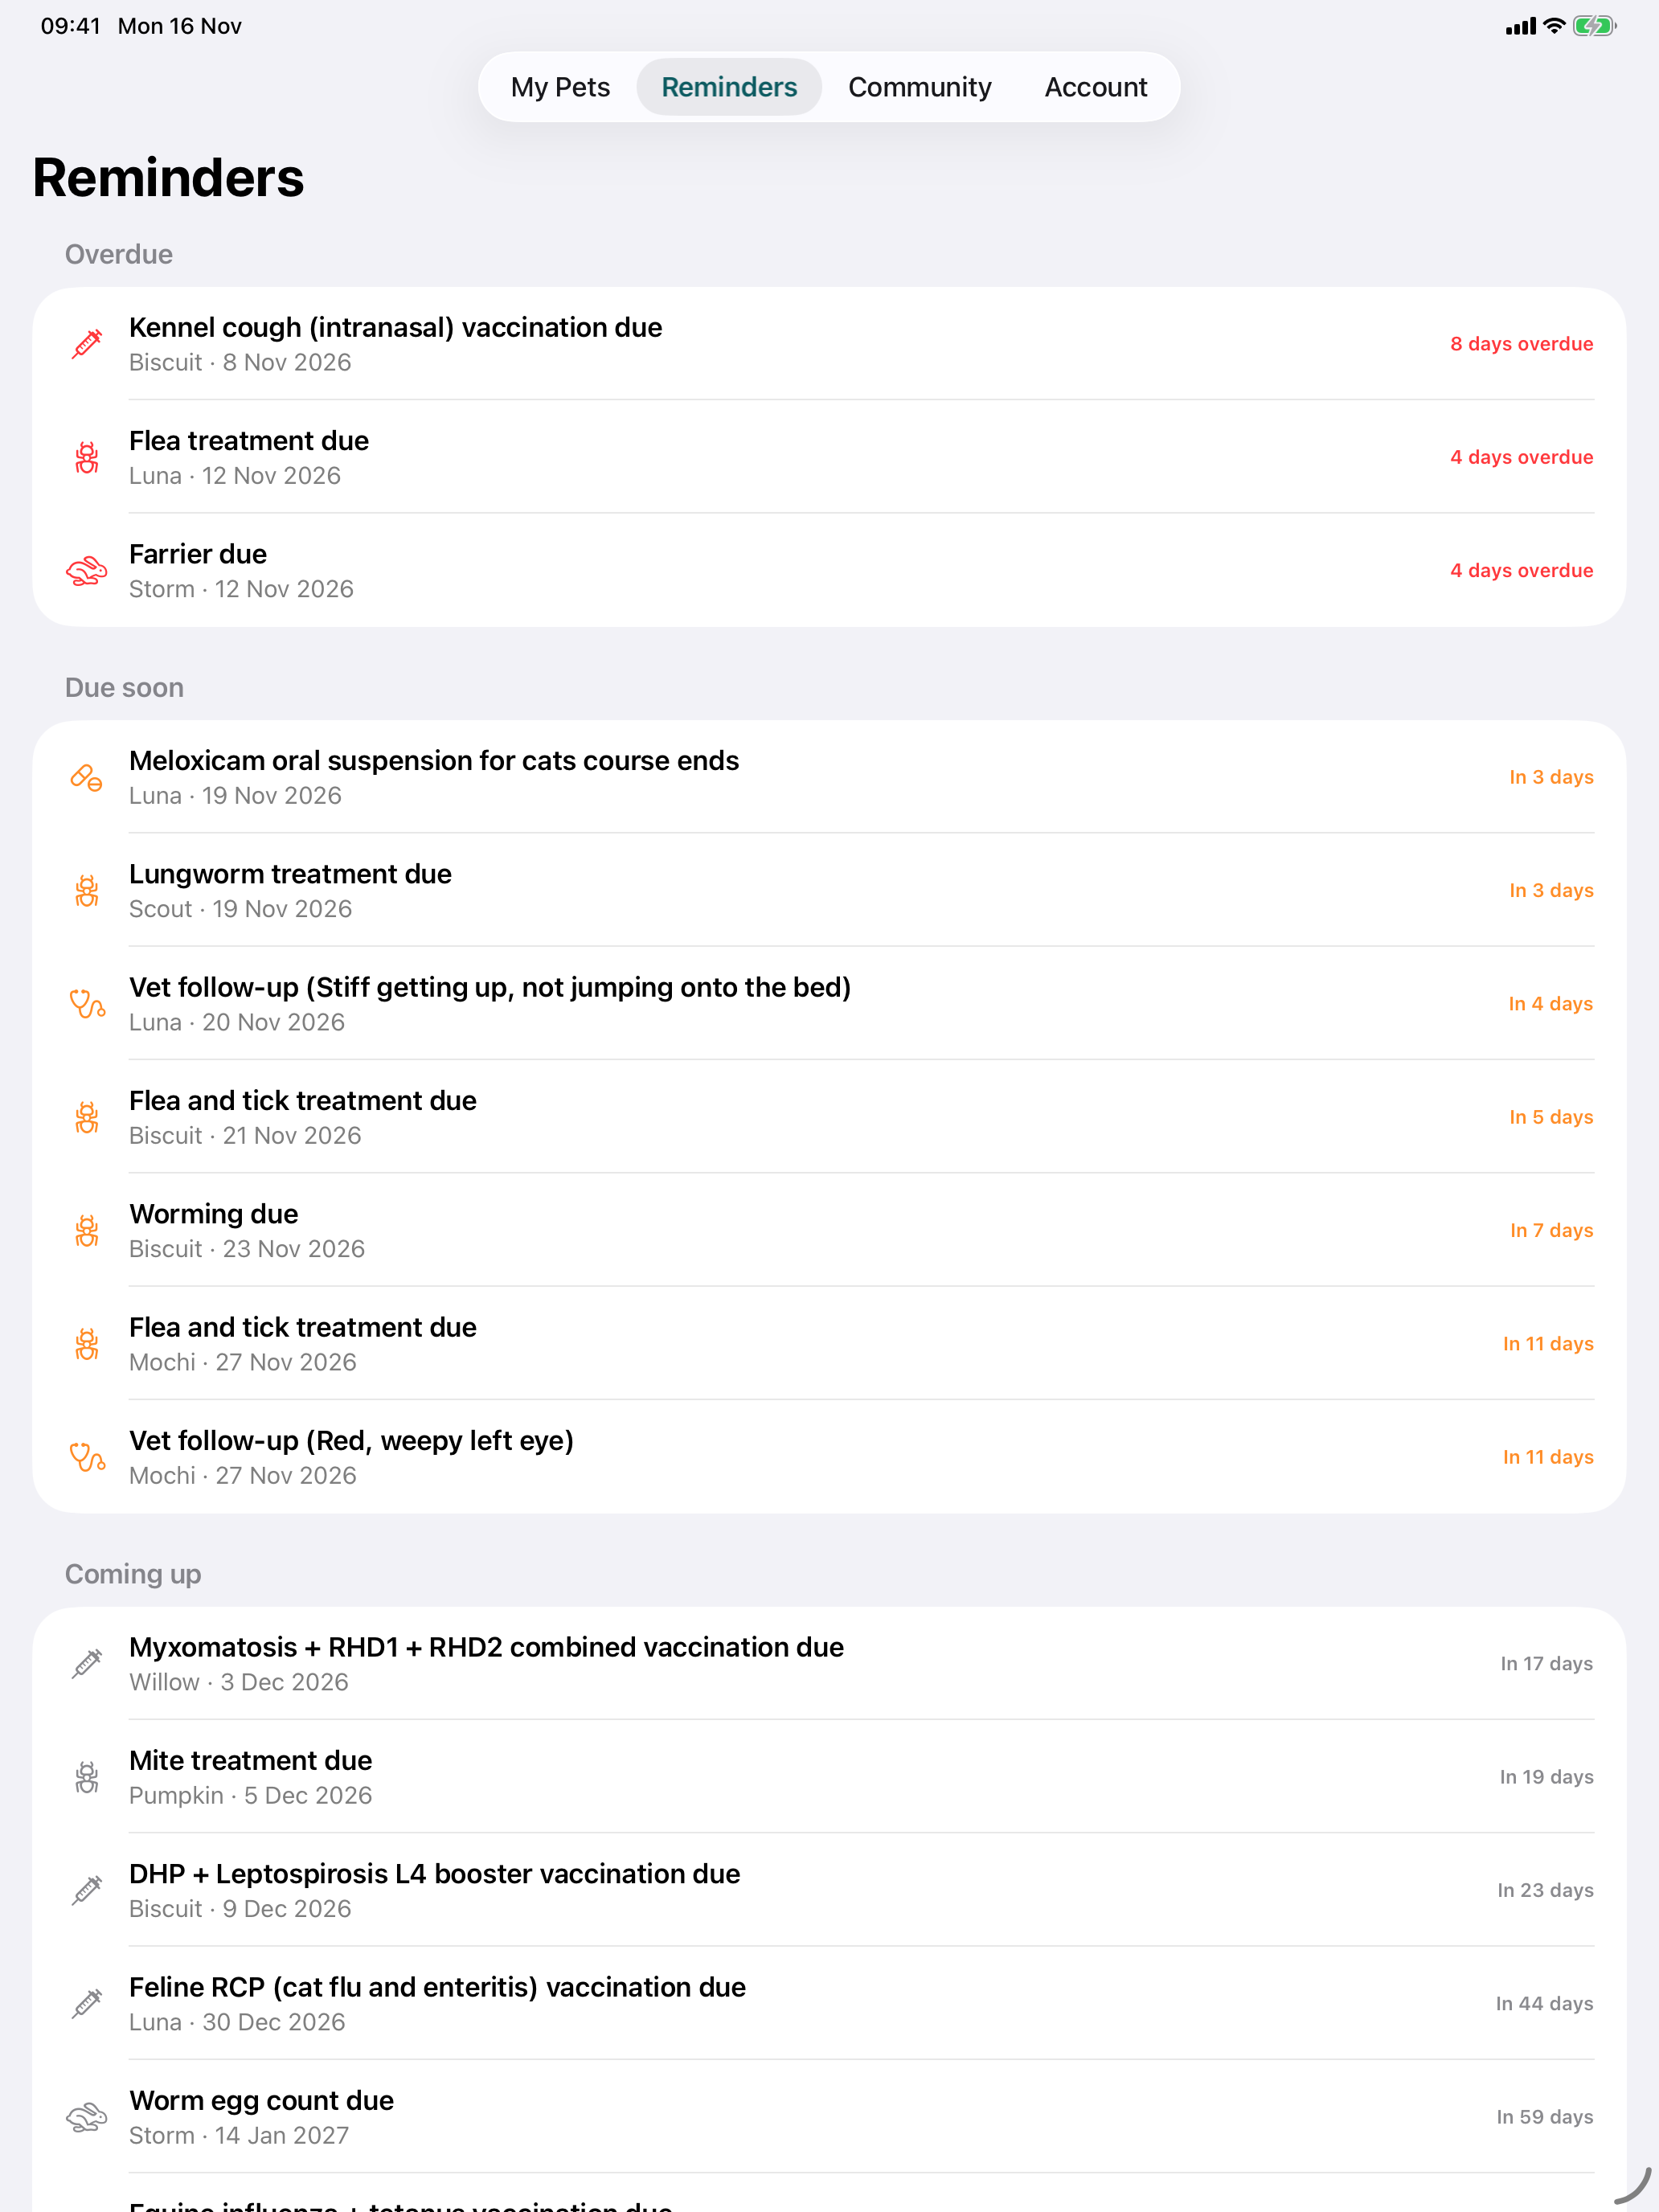 09:41 Mon 16 Nov
My Pets
Reminders
Community
Account
Reminders
Overdue
Kennel cough (intranasal) vaccination due
Biscuit · 8 Nov 2026
8 days overdue
Flea treatment due
Luna · 12 Nov 2026
4 days overdue
Farrier due
Storm · 12 Nov 2026
4 days overdue
Due soon
Meloxicam oral suspension for cats course ends
Luna · 19 Nov 2026
In 3 days
Lungworm treatment due
Scout · 19 Nov 2026
In 3 days
Vet follow-up (Stiff getting up, not jumping onto the bed)
Luna · 20 Nov 2026
In 4 days
Flea and tick treatment due
Biscuit · 21 Nov 2026
In 5 days
Worming due
Biscuit · 23 Nov 2026
In 7 days
Flea and tick treatment due
Mochi · 27 Nov 2026
In 11 days
Vet follow-up (Red, weepy left eye)
Mochi · 27 Nov 2026
In 11 days
Coming up
Myxomatosis + RHD1 + RHD2 combined vaccination due
Willow · 3 Dec 2026
In 17 days
Mite treatment due
Pumpkin · 5 Dec 2026
In 19 days
DHP + Leptospirosis L4 booster vaccination due
Biscuit · 9 Dec 2026
In 23 days
Feline RCP (cat flu and enteritis) vaccination due
Luna · 30 Dec 2026
In 44 days
Worm egg count due
Storm · 14 Jan 2027
In 59 days
Equine influenza + tetanus vaccination due